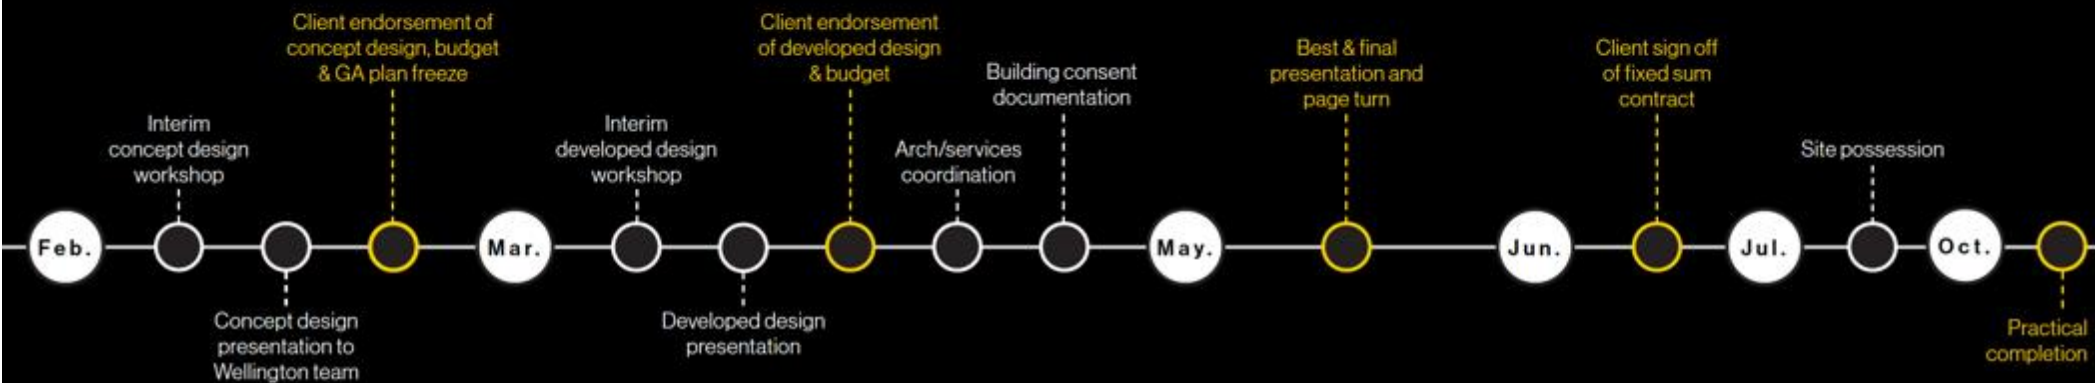 Feb.
Interim
concept design
workshop
Concept design
presentation to
Wellington team
Client endorsement of
concept design, budget
& GA plan freeze
Mar.
Interim
developed design
workshop
Developed design
presentation
Client endorsement
of developed design
& budget
Arch/services
coordination
Building consent
documentation
May.
Best & final
presentation and
page turn
Jun.
Client sign off
of fixed sum
contract
Jul.
Site possession
Oct.
Practical
completion